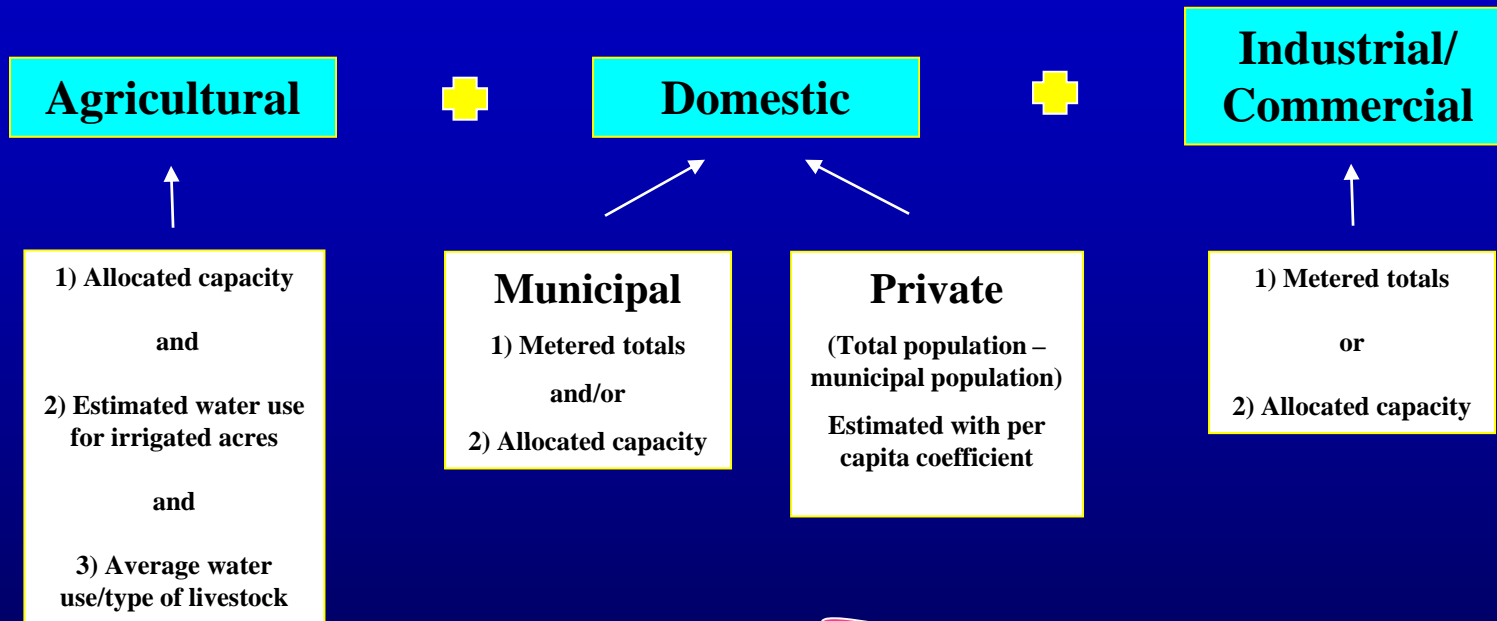 Agricultural
Domestic
Industrial/
Commercial
1) Allocated capacity
and
2) Estimated water use
for irrigated acres
and
3) Average water
use/type of livestock
Municipal
1) Metered totals
and/or
2) Allocated capacity
Private
(Total population –
municipal population)
Estimated with per
capita coefficient
1) Metered totals
or
2) Allocated capacity